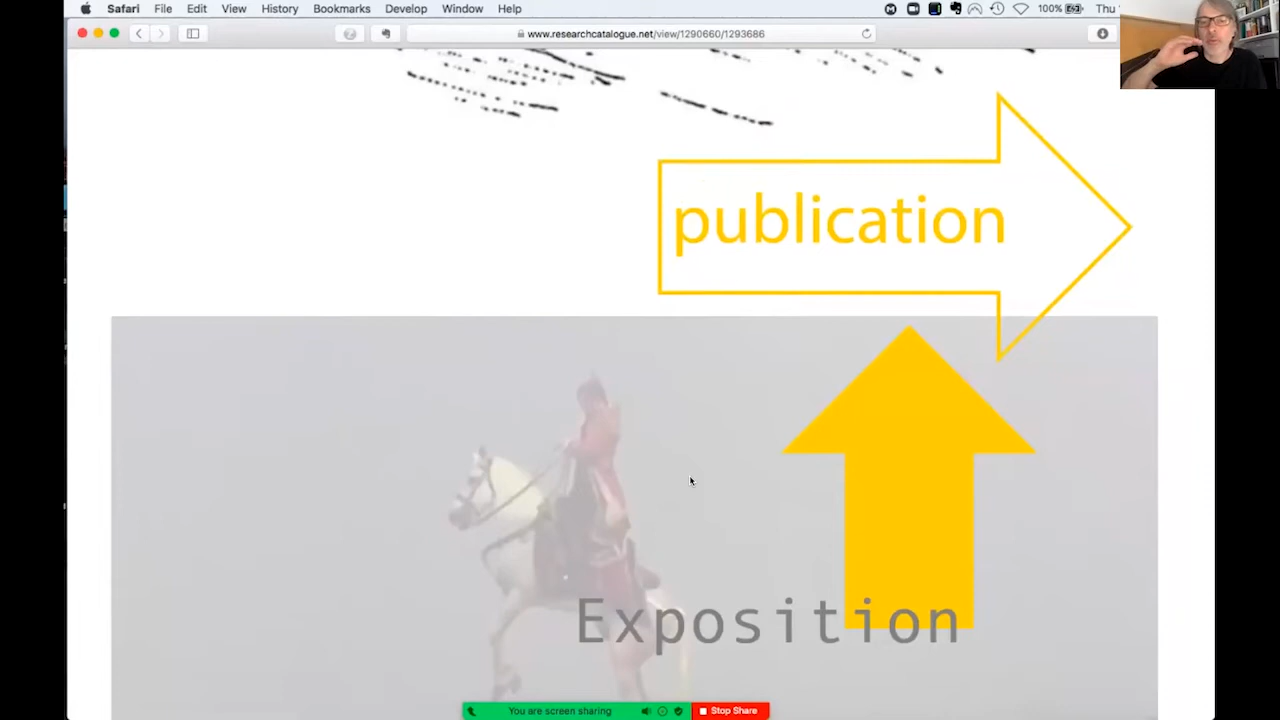 Safari File Edit View History Bookmarks Develop Window Help 100% Thu
www.researchcatalogue.net/view/1290660/1293686
publication
Exposition
You are screen sharing Stop Share